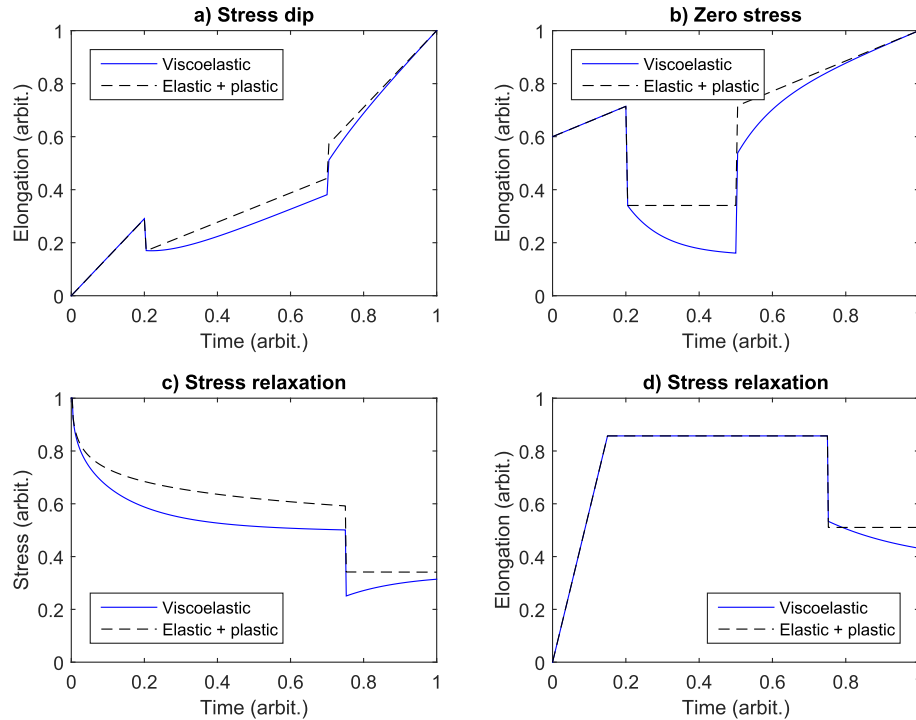 a) Stress dip
1
0.8
0.6
0.4
0.2
0
Elongation (arbit.)
Viscoelastic
Elastic + plastic
0 0.2 0.4 0.6 0.8 1
Time (arbit.)
b) Zero stress
1
0.8
0.6
0.4
0.2
0
Elongation (arbit.)
Viscoelastic
Elastic + plastic
0 0.2 0.4 0.6 0.8 1
Time (arbit.)
c) Stress relaxation
1
0.8
0.6
0.4
0.2
0
Stress (arbit.)
Viscoelastic
Elastic + plastic
0 0.2 0.4 0.6 0.8 1
Time (arbit.)
d) Stress relaxation
1
0.8
0.6
0.4
0.2
0
Elongation (arbit.)
Viscoelastic
Elastic + plastic
0 0.2 0.4 0.6 0.8 1
Time (arbit.)